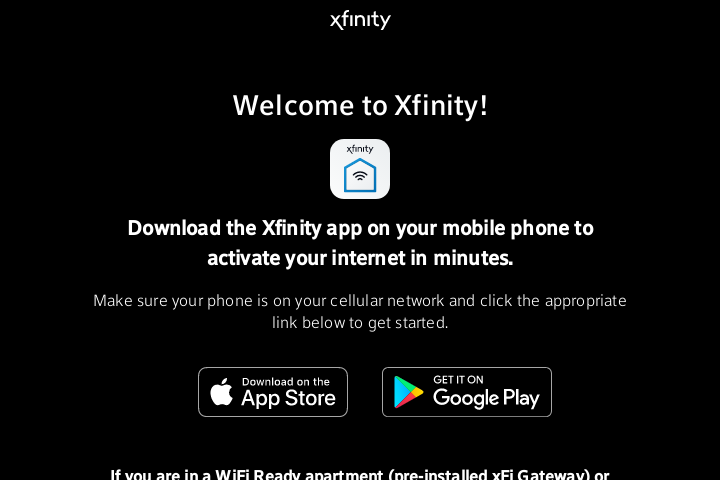 xfinity
Welcome to Xfinity!
xfinity
Download the Xfinity app on your mobile phone to
activate your internet in minutes.
Make sure your phone is on your cellular network and click the appropriate
link below to get started.
Download on the
App Store
GET IT ON
Google Play
If you are in a WiFi Ready apartment (pre-installed xFi Gateway) or